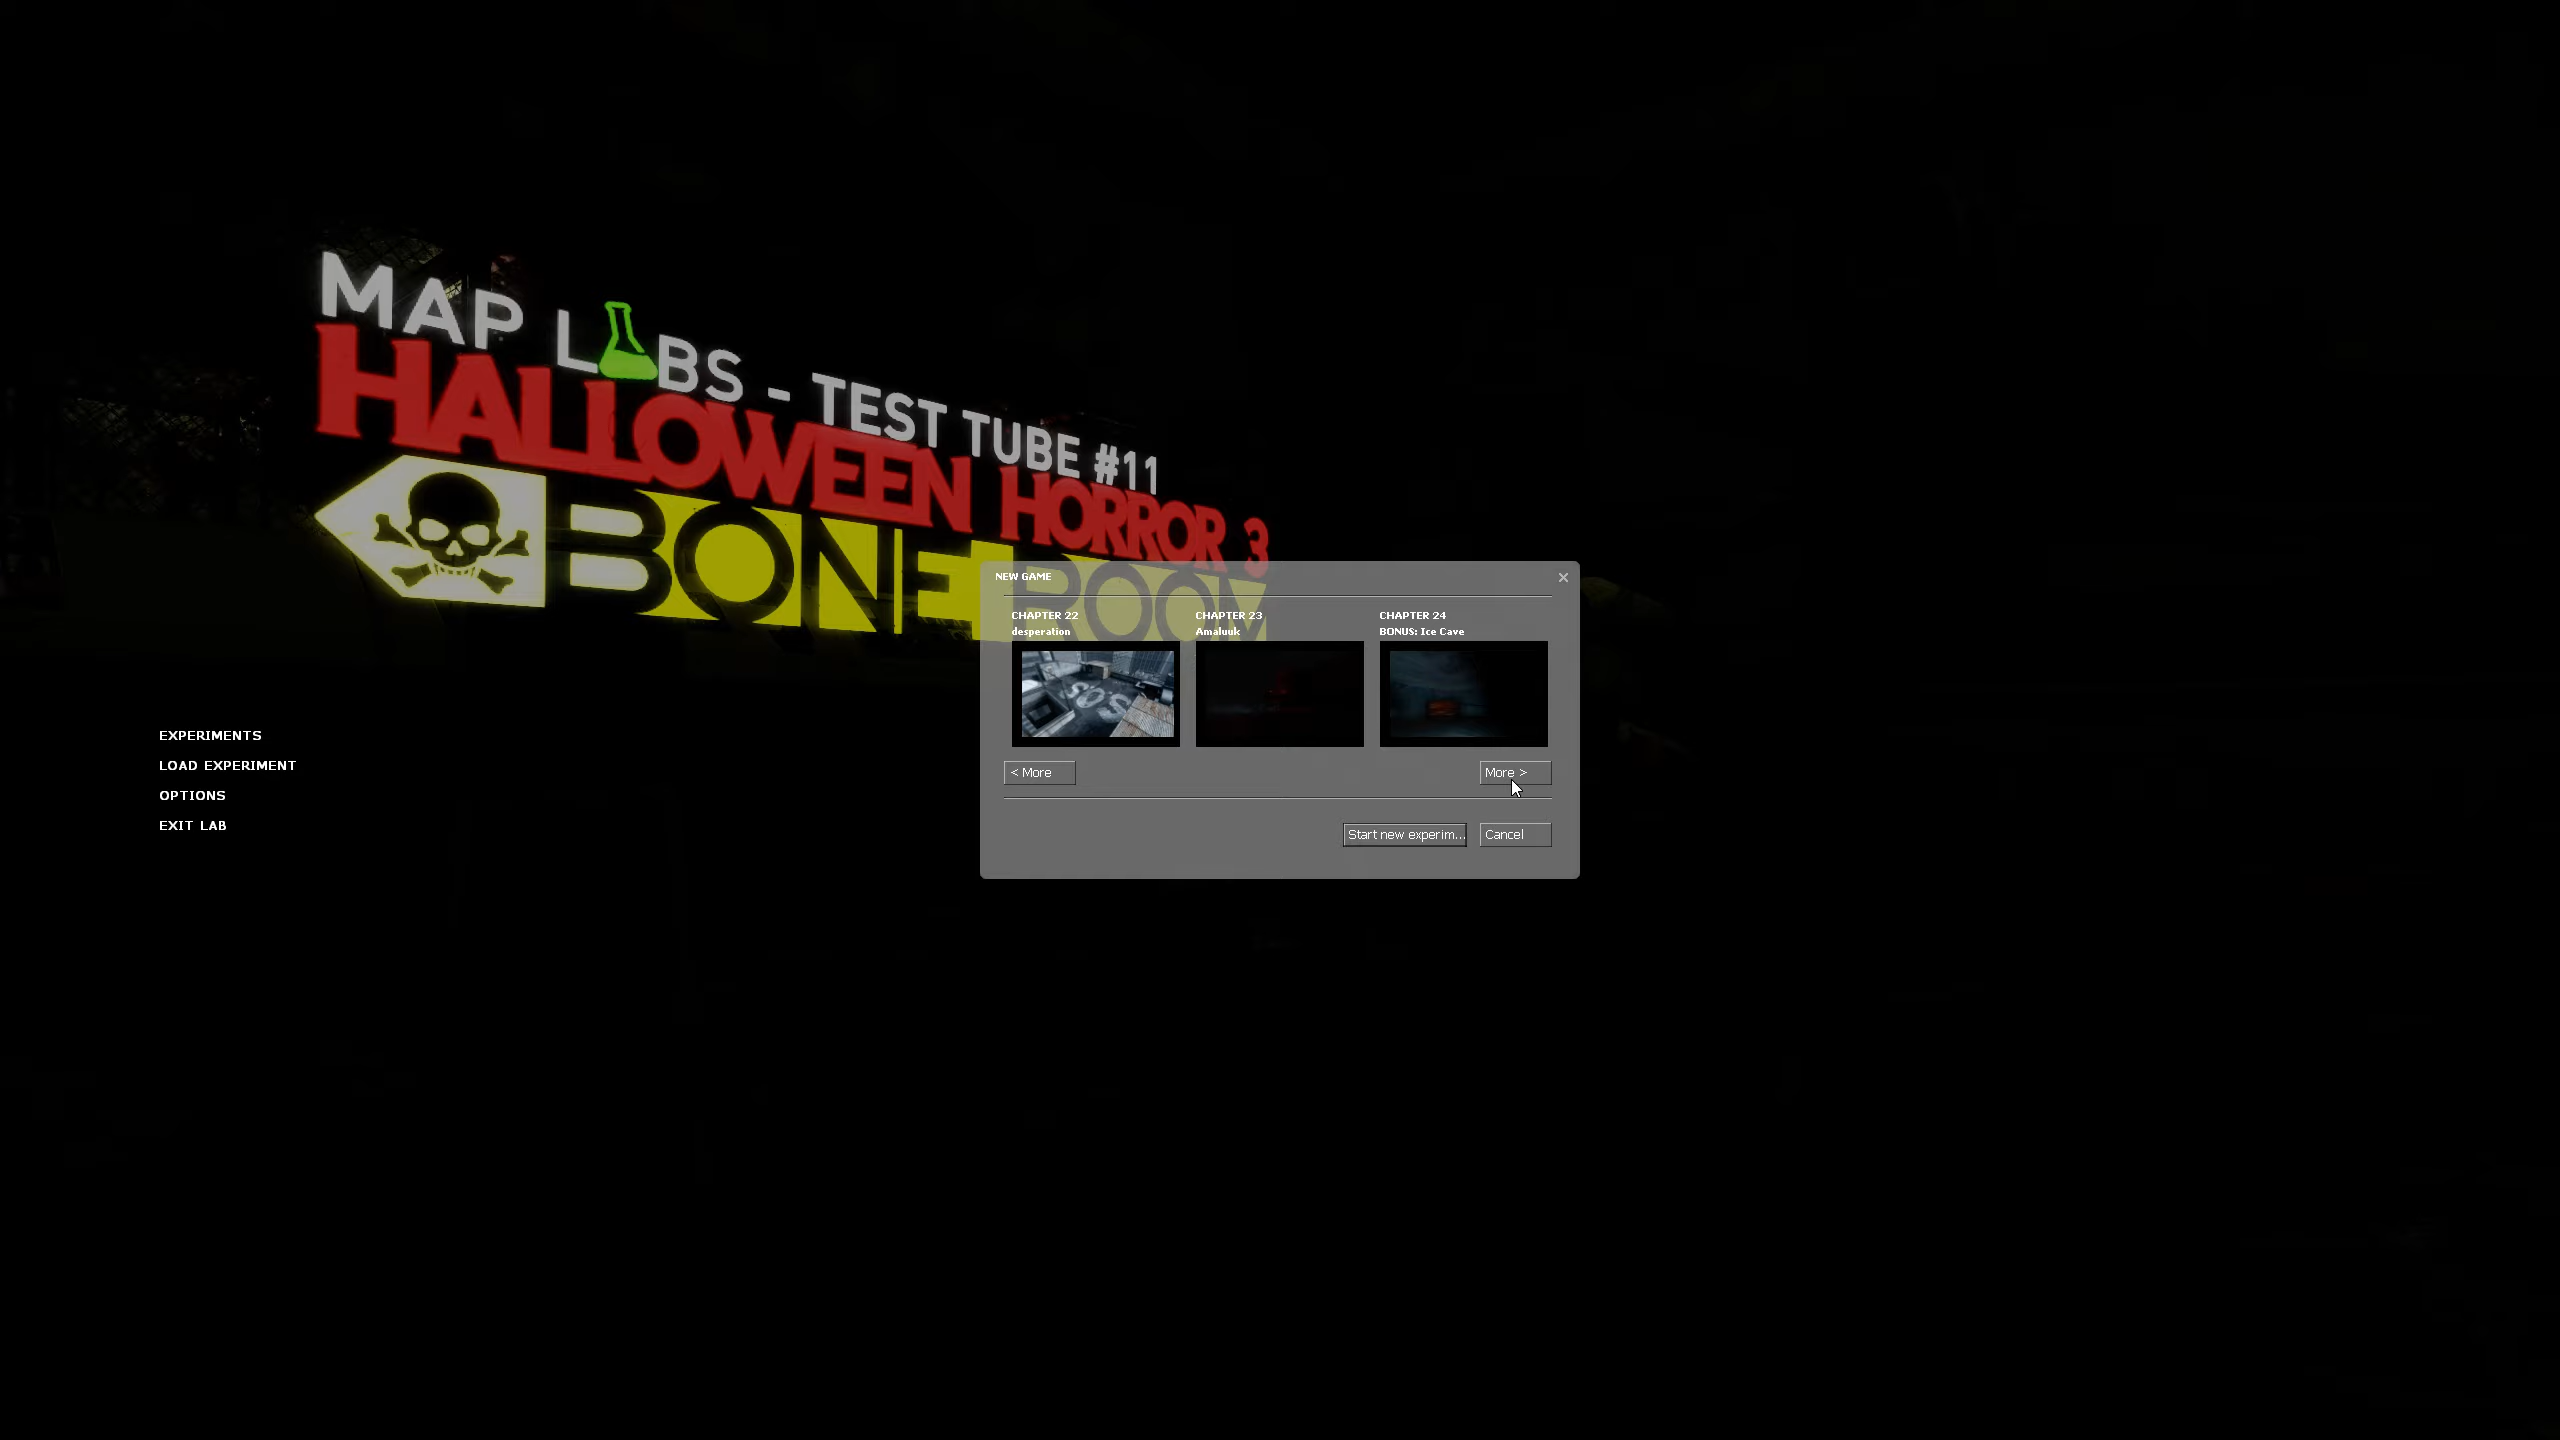 MAP LABS - TEST TUBE #11
HALLOWEEN HORROR 3
BONE ROOM
NEW GAME
CHAPTER 22
desperation
CHAPTER 23
Amaluuk
CHAPTER 24
BONUS: Ice Cave
S.O.S
< More
More >
Start new experim...
Cancel
EXPERIMENTS
LOAD EXPERIMENT
OPTIONS
EXIT LAB